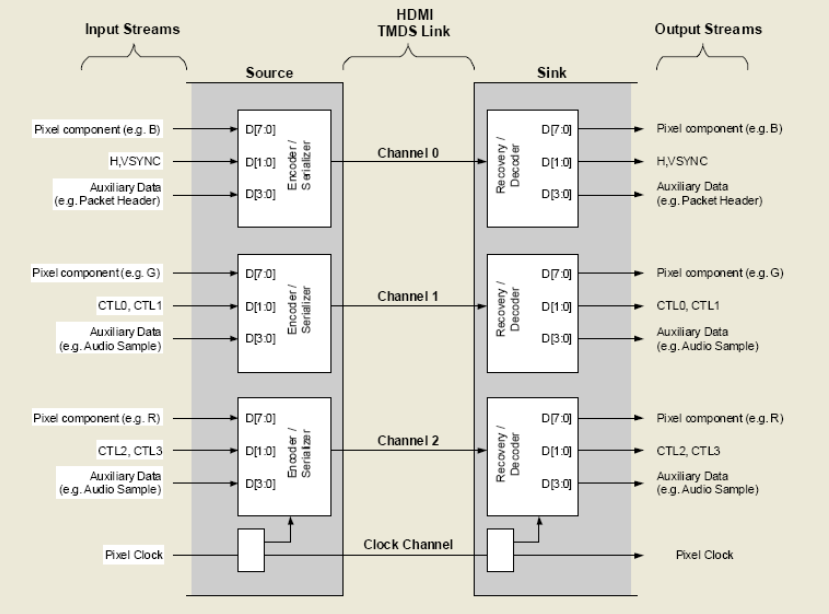 HDMI
TMDS Link
Input Streams
Output Streams
Source
Sink
Pixel component (e.g. B)
D[7:0]
H,VSYNC
D[1:0]
Auxiliary Data
(e.g. Packet Header)
D[3:0]
Encoder /
Serializer
Channel 0
Recovery /
Decoder
D[7:0]
Pixel component (e.g. B)
D[1:0]
H,VSYNC
D[3:0]
Auxiliary Data
(e.g. Packet Header)
Pixel component (e.g. G)
D[7:0]
CTL0, CTL1
D[1:0]
Auxiliary Data
(e.g. Audio Sample)
D[3:0]
Encoder /
Serializer
Channel 1
Recovery /
Decoder
D[7:0]
Pixel component (e.g. G)
D[1:0]
CTL0, CTL1
D[3:0]
Auxiliary Data
(e.g. Audio Sample)
Pixel component (e.g. R)
D[7:0]
CTL2, CTL3
D[1:0]
Auxiliary Data
(e.g. Audio Sample)
D[3:0]
Encoder /
Serializer
Channel 2
Recovery /
Decoder
D[7:0]
Pixel component (e.g. R)
D[1:0]
CTL2, CTL3
D[3:0]
Auxiliary Data
(e.g. Audio Sample)
Pixel Clock
Clock Channel
Pixel Clock